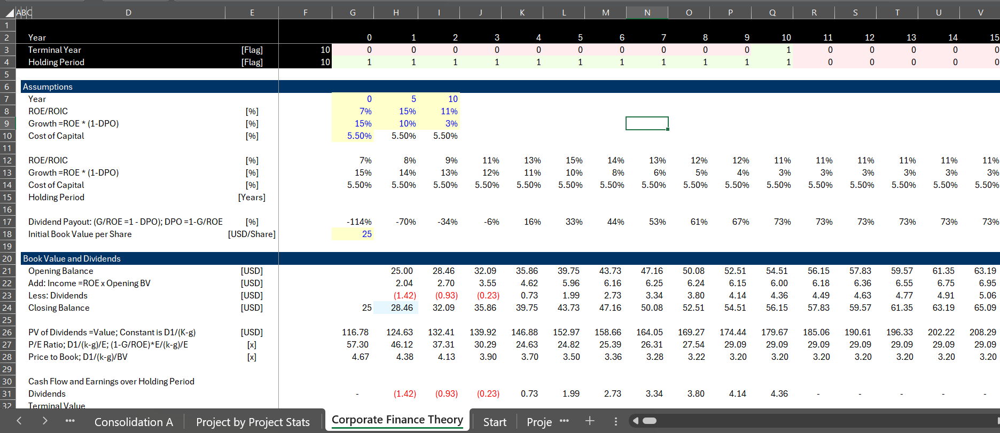 A B C D E F G H I J K L M N O P Q R S T U V
1
2 Year 0 1 2 3 4 5 6 7 8 9 10 11 12 13 14 15
3 Terminal Year [Flag] 10 0 0 0 0 0 0 0 0 0 0 1 0 0 0 0 0
4 Holding Period [Flag] 10 1 1 1 1 1 1 1 1 1 1 1 0 0 0 0 0
5
6 Assumptions
7 Year 0 5 10
8 ROE/ROIC [%] 7% 15% 11%
9 Growth =ROE * (1-DPO) [%] 15% 10% 3%
10 Cost of Capital [%] 5.50% 5.50% 5.50%
11
12 ROE/ROIC [%] 7% 8% 9% 11% 13% 15% 14% 13% 12% 12% 11% 11% 11% 11% 11% 11%
13 Growth =ROE * (1-DPO) [%] 15% 14% 13% 12% 11% 10% 8% 6% 5% 4% 3% 3% 3% 3% 3% 3%
14 Cost of Capital [%] 5.50% 5.50% 5.50% 5.50% 5.50% 5.50% 5.50% 5.50% 5.50% 5.50% 5.50% 5.50% 5.50% 5.50% 5.50% 5.50%
15 Holding Period [Years]
16
17 Dividend Payout: (G/ROE =1 - DPO); DPO =1-G/ROE [%] -114% -70% -34% -6% 16% 33% 44% 53% 61% 67% 73% 73% 73% 73% 73% 73%
18 Initial Book Value per Share [USD/Share] 25
19
20 Book Value and Dividends
21 Opening Balance [USD] 25.00 28.46 32.09 35.86 39.75 43.73 47.16 50.08 52.51 54.51 56.15 57.83 59.57 61.35 63.19
22 Add: Income =ROE x Opening BV [USD] 2.04 2.70 3.55 4.62 5.96 6.16 6.25 6.24 6.15 6.00 6.18 6.36 6.55 6.75 6.95
23 Less: Dividends [USD] (1.42) (0.93) (0.23) 0.73 1.99 2.73 3.34 3.80 4.14 4.36 4.49 4.63 4.77 4.91 5.06
24 Closing Balance [USD] 25 28.46 32.09 35.86 39.75 43.73 47.16 50.08 52.51 54.51 56.15 57.83 59.57 61.35 63.19 65.09
25
26 PV of Dividends =Value; Constant is D1/(K-g) [USD] 116.78 124.63 132.41 139.92 146.88 152.97 158.66 164.05 169.27 174.44 179.67 185.06 190.61 196.33 202.22 208.29
27 P/E Ratio; D1/(k-g)/E; (1-G/ROE)*E/(k-g)/E [x] 57.30 46.12 37.31 30.29 24.63 24.82 25.39 26.31 27.54 29.09 29.09 29.09 29.09 29.09 29.09 29.09
28 Price to Book; D1/(k-g)/BV [x] 4.67 4.38 4.13 3.90 3.70 3.50 3.36 3.28 3.22 3.20 3.20 3.20 3.20 3.20 3.20 3.20
29
30 Cash Flow and Earnings over Holding Period
31 Dividends - (1.42) (0.93) (0.23) 0.73 1.99 2.73 3.34 3.80 4.14 4.36 - - - - -
32 Terminal Value
Consolidation A Project by Project Stats Corporate Finance Theory Start Proje